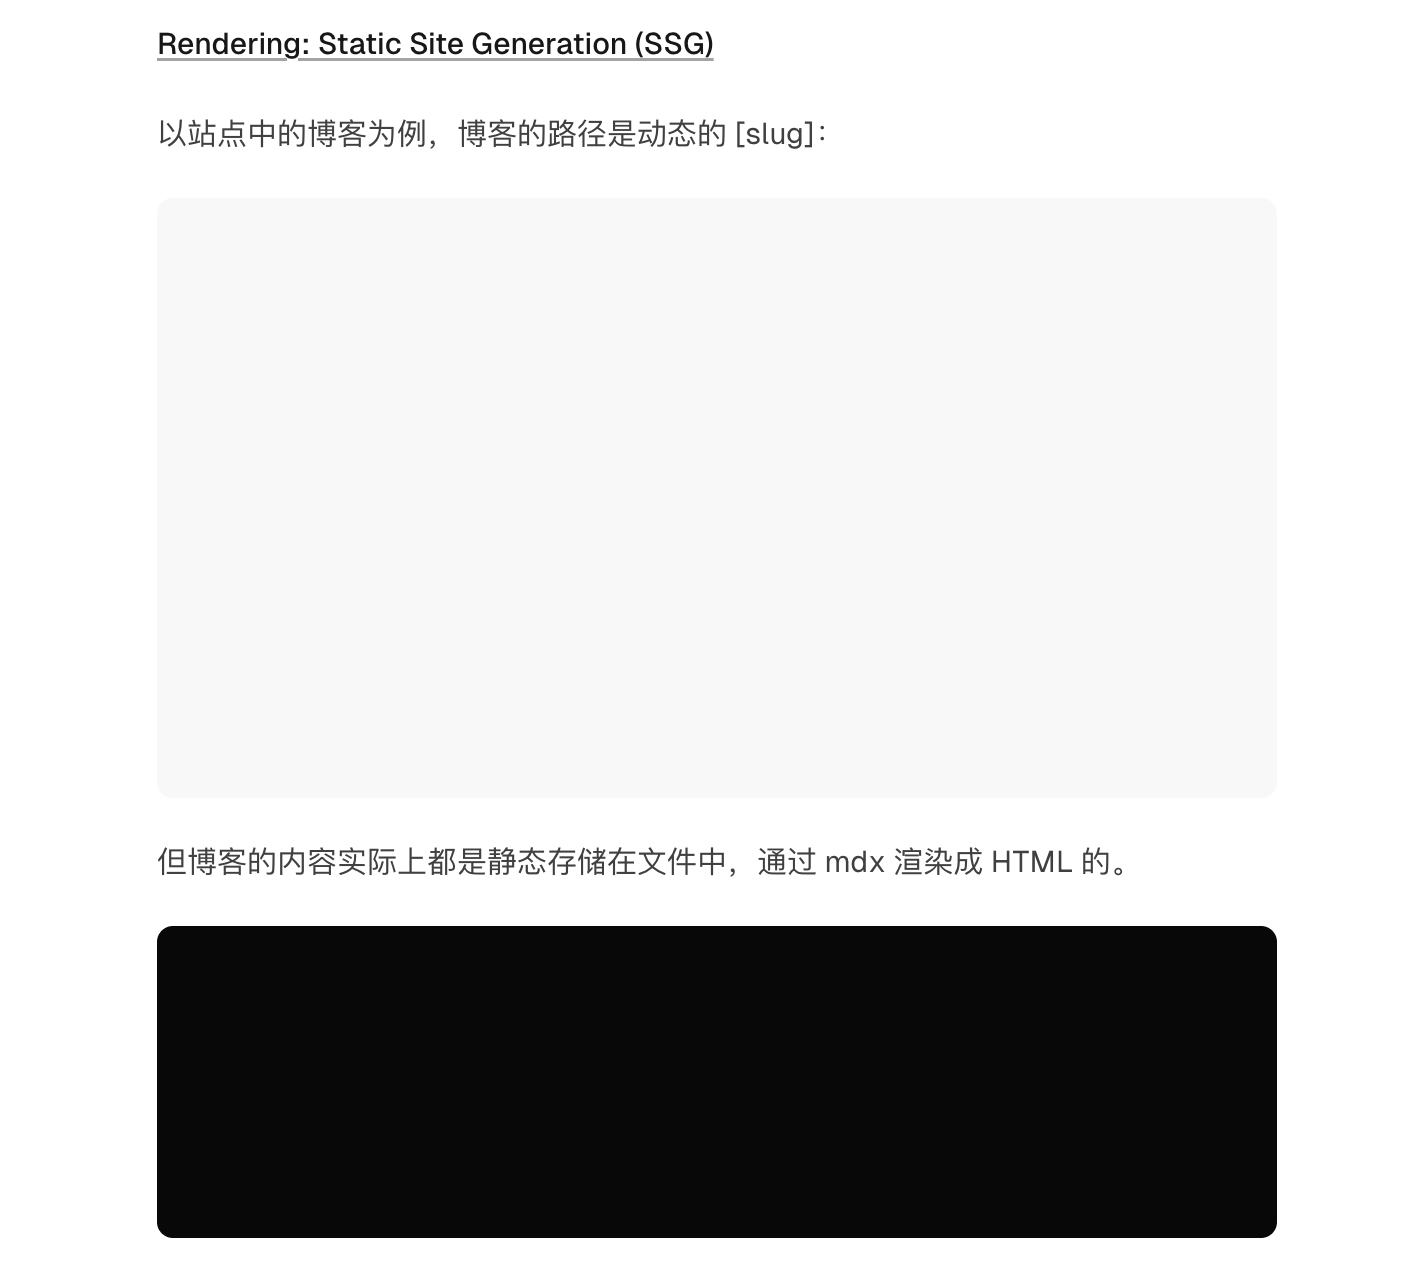 Rendering: Static Site Generation (SSG)
以站点中的博客为例，博客的路径是动态的 [slug]：
但博客的内容实际上都是静态存储在文件中，通过 mdx 渲染成 HTML 的。